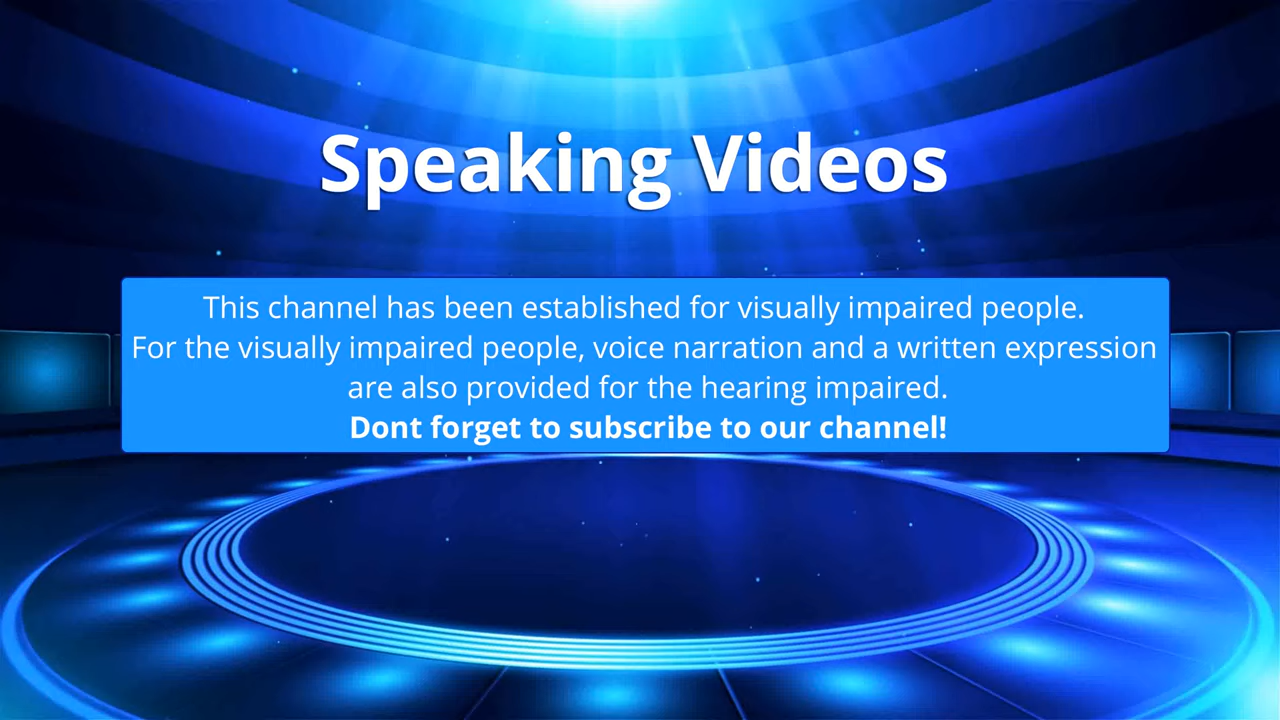 Speaking Videos
This channel has been established for visually impaired people.
For the visually impaired people, voice narration and a written expression
are also provided for the hearing impaired.
Dont forget to subscribe to our channel!